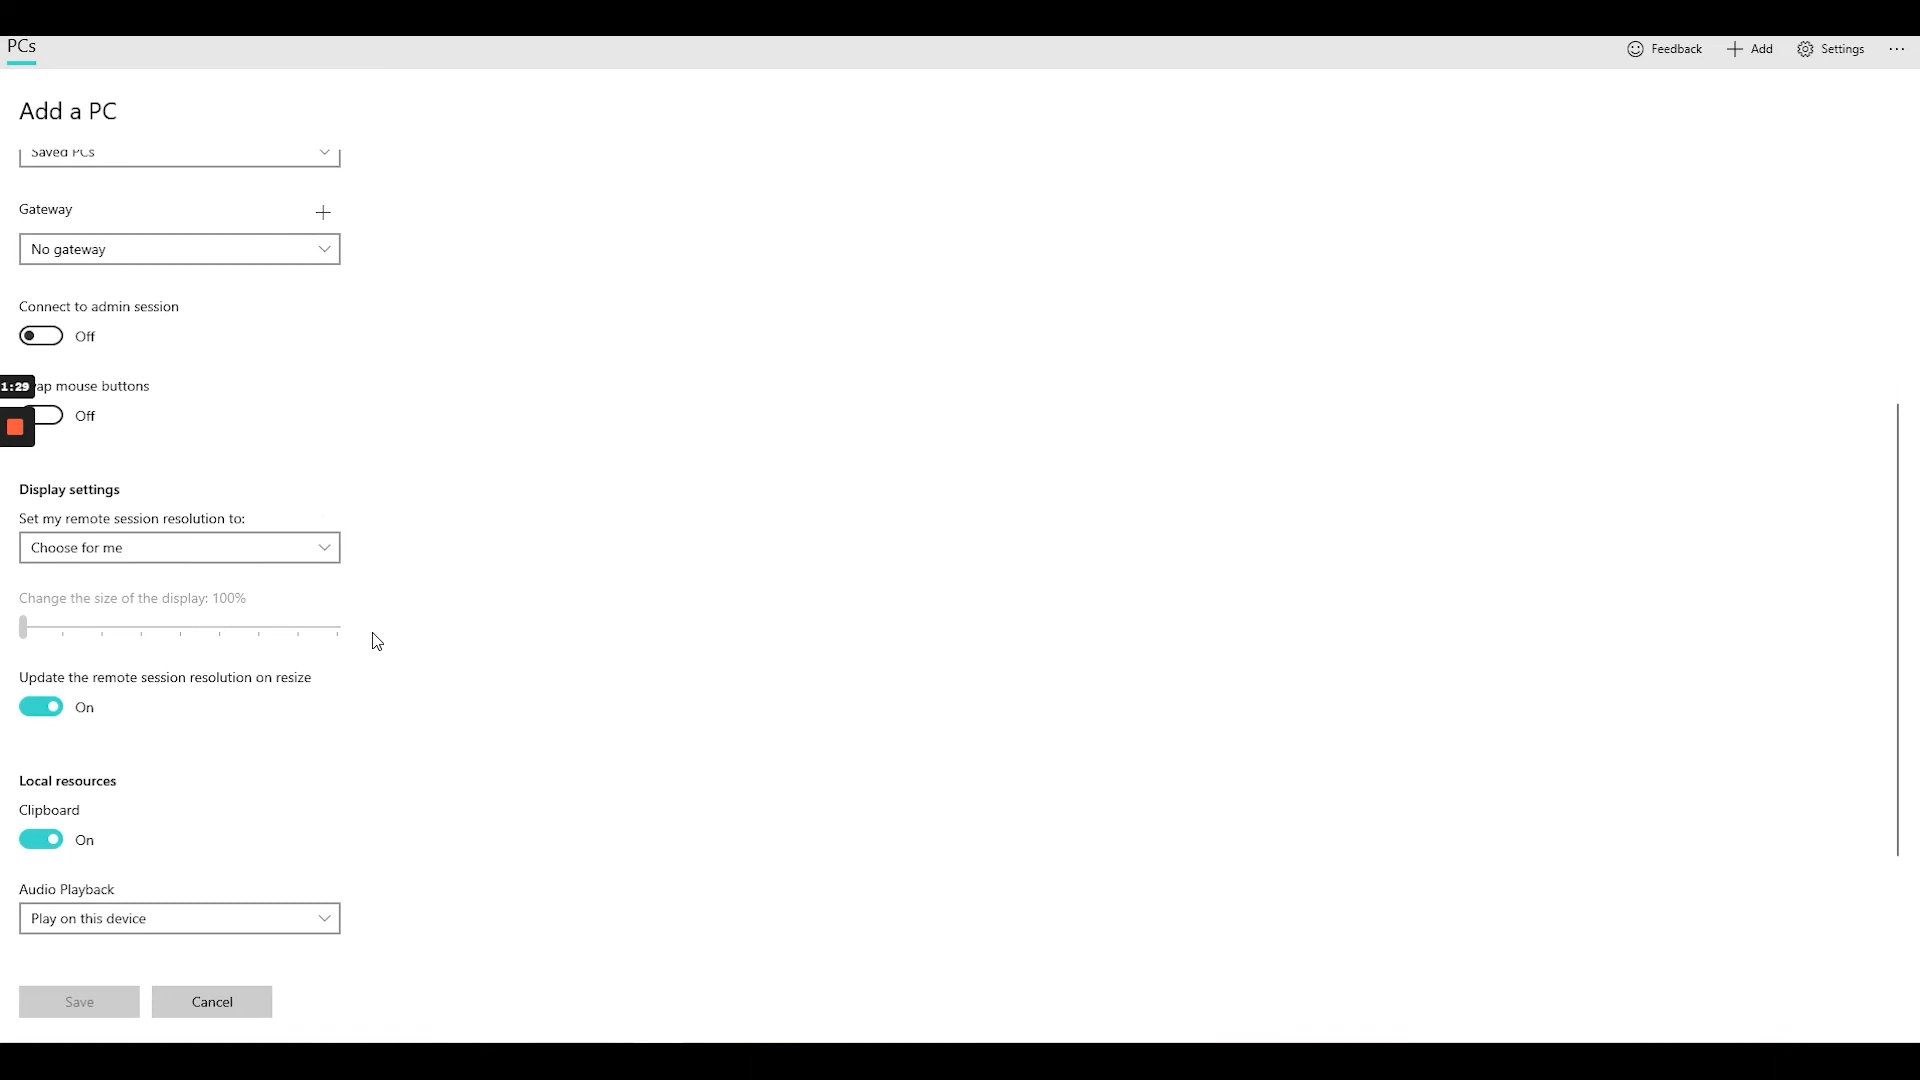 PCs
Feedback
Add
Settings
Add a PC
Saved PCs
Gateway
No gateway
Connect to admin session
Off
1:29
ap mouse buttons
Off
Display settings
Set my remote session resolution to:
Choose for me
Change the size of the display: 100%
Update the remote session resolution on resize
On
Local resources
Clipboard
On
Audio Playback
Play on this device
Save
Cancel